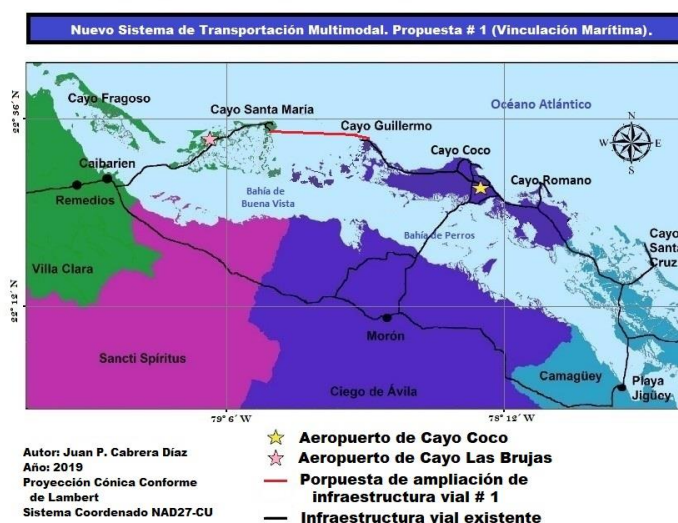 Nuevo Sistema de Transportación Multimodal. Propuesta # 1 (Vinculación Marítima).
22° 36´ N
22° 12´ N
Cayo Fragoso
Cayo Santa María
Océano Atlántico
Cayo Guillermo
N
W
E
S
Cayo Coco
Caibarien
Cayo Romano
Remedios
Bahía de
Buena Vista
Bahía de Perros
Cayo
Santa
Cruz
Villa Clara
Morón
Sancti Spíritus
Camagüey
Playa
Jigüey
Ciego de Ávila
79° 6´ W
78° 18´ W
Autor: Juan P. Cabrera Díaz
Año: 2019
Proyección Cónica Conforme
de Lambert
Sistema Coordenado NAD27-CU
Aeropuerto de Cayo Coco
Aeropuerto de Cayo Las Brujas
Porpuesta de ampliación de
infraestructura vial # 1
Infraestructura vial existente